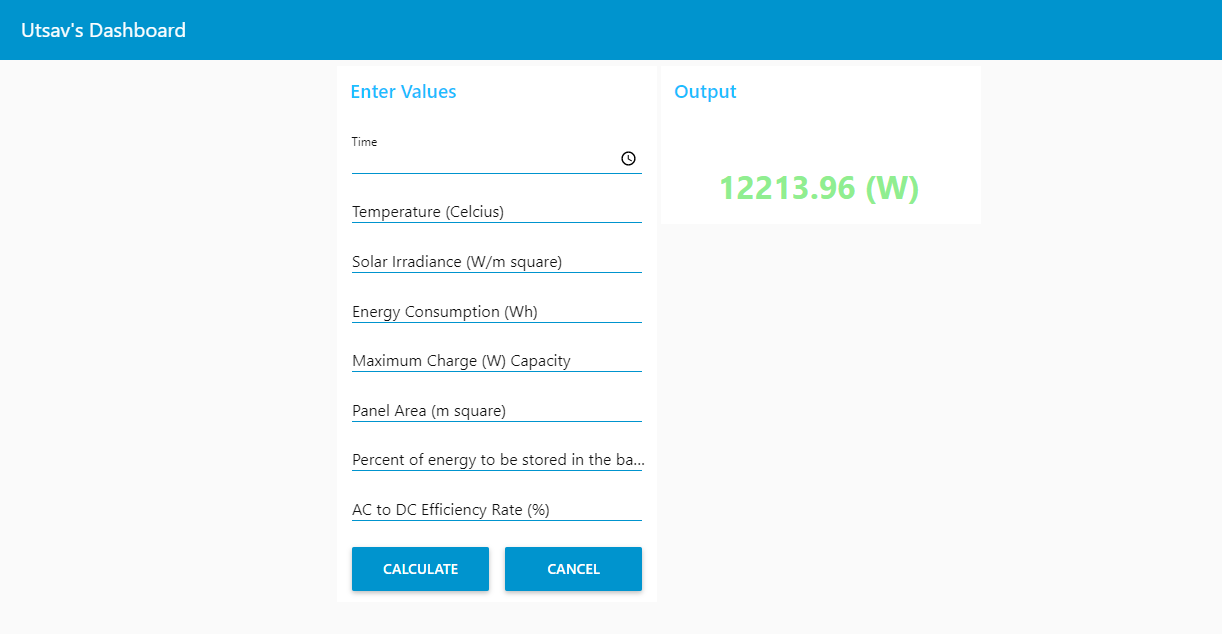 Utsav's Dashboard
Enter Values
Time
Temperature (Celcius)
Solar Irradiance (W/m square)
Energy Consumption (Wh)
Maximum Charge (W) Capacity
Panel Area (m square)
Percent of energy to be stored in the ba...
AC to DC Efficiency Rate (%)
CALCULATE CANCEL
Output
12213.96 (W)